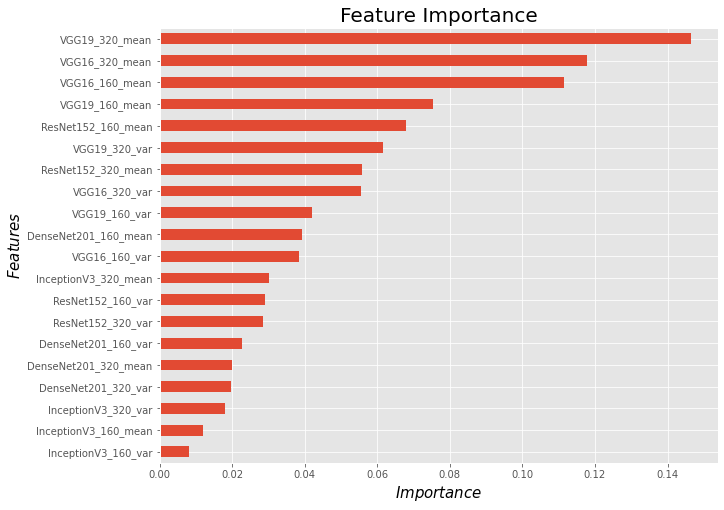 Feature Importance
Features
VGG19_320_mean
VGG16_320_mean
VGG16_160_mean
VGG19_160_mean
ResNet152_160_mean
VGG19_320_var
ResNet152_320_mean
VGG16_320_var
VGG19_160_var
DenseNet201_160_mean
VGG16_160_var
InceptionV3_320_mean
ResNet152_160_var
ResNet152_320_var
DenseNet201_160_var
DenseNet201_320_mean
DenseNet201_320_var
InceptionV3_320_var
InceptionV3_160_mean
InceptionV3_160_var
0.00 0.02 0.04 0.06 0.08 0.10 0.12 0.14
Importance